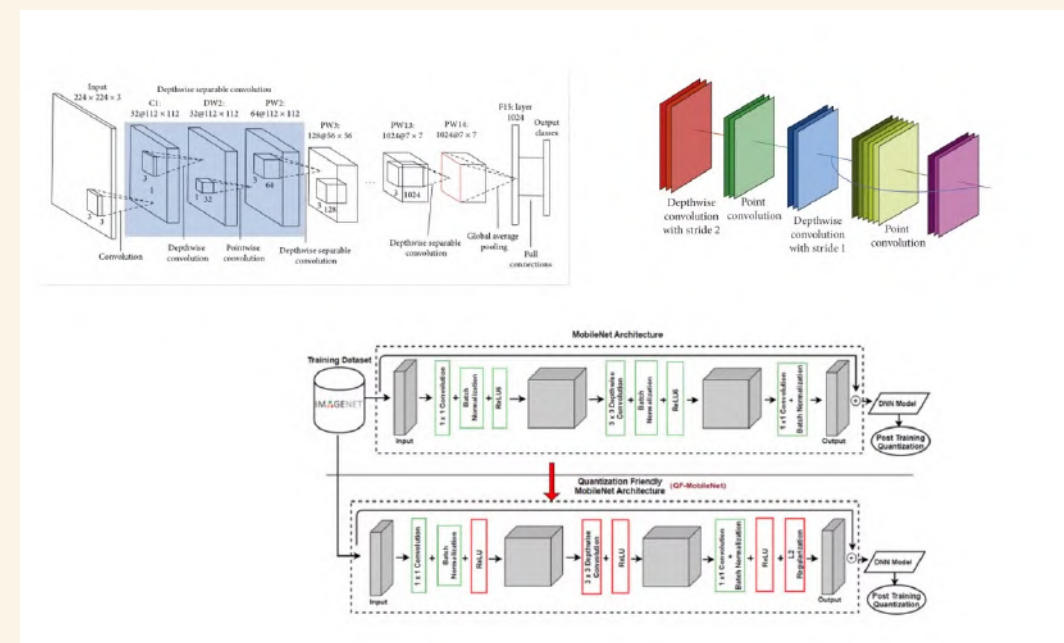 Input
224 × 224 × 3
Depthwise separable convolution
C1:
32@112 × 112
DW2:
32@112 × 112
PW2:
64@112 × 112
PW3:
128@56 × 56
PW13:
1024@7 × 7
PW14:
1024@7 × 7
F15: layer
1024
Output
classes
3
3
3
1
1
32
3
64
3
128
...
3
1024
Convolution
Depthwise
convolution
Pointwise
convolution
Depthwise separable
convolution
Depthwise separable
convolution
Global average
pooling
Full
connections
Depthwise
convolution
with stride 2
Point
convolution
Depthwise
convolution
with stride 1
Point
convolution
MobileNet Architecture
Training Dataset
IMAGENET
Input
1 x 1 Convolution
+
Batch
Normalization
+
ReLU6
3 x 3 Depthwise
Convolution
+
Batch
Normalization
+
ReLU6
1 x1 Convolution
+
Batch Normalization
Output
+
DNN Model
Post Training
Quantization
Quantization Friendly
MobileNet Architecture
(QF-MobileNet)
Input
1 x 1 Convolution
+
Batch
Normalization
+
ReLU
3 x 3 Depthwise
Convolution
+
ReLU
1 x1 Convolution
+
Batch Normalization
+
ReLU
+
L2
Regularization
Output
+
DNN Model
Post Training
Quantization